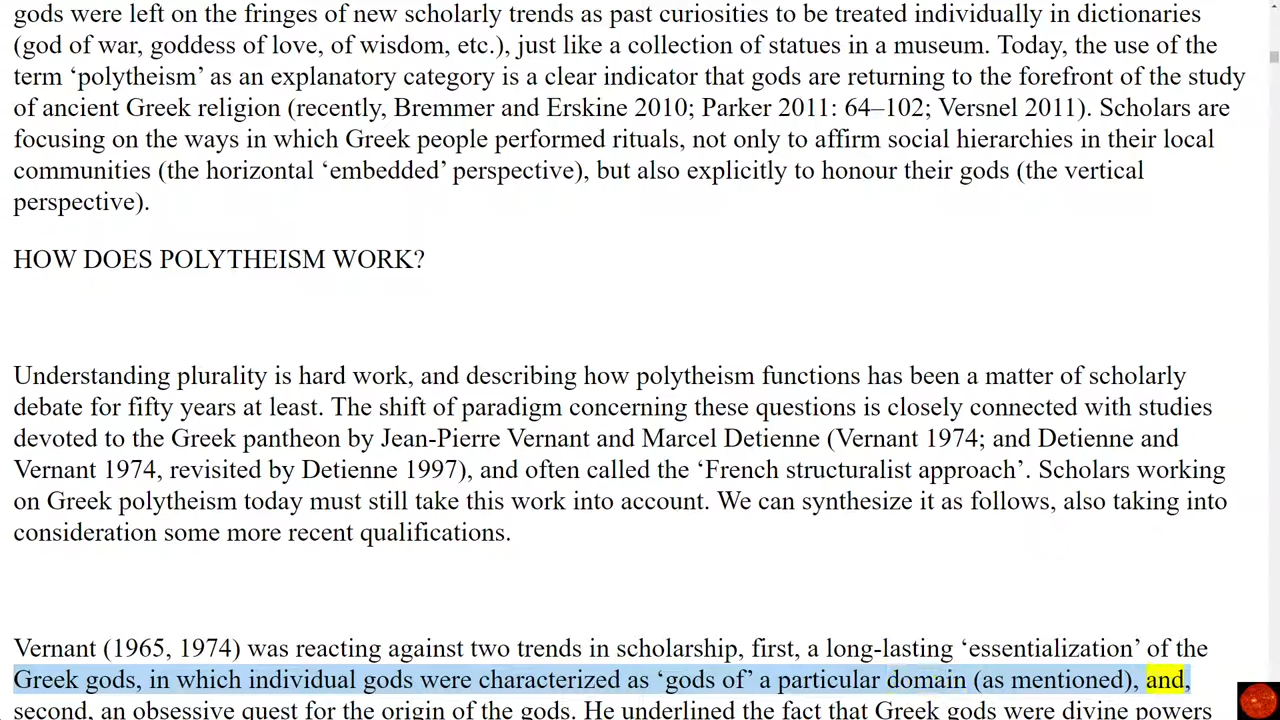 gods were left on the fringes of new scholarly trends as past curiosities to be treated individually in dictionaries
(god of war, goddess of love, of wisdom, etc.), just like a collection of statues in a museum. Today, the use of the
term ‘polytheism’ as an explanatory category is a clear indicator that gods are returning to the forefront of the study
of ancient Greek religion (recently, Bremmer and Erskine 2010; Parker 2011: 64–102; Versnel 2011). Scholars are
focusing on the ways in which Greek people performed rituals, not only to affirm social hierarchies in their local
communities (the horizontal ‘embedded’ perspective), but also explicitly to honour their gods (the vertical
perspective).
HOW DOES POLYTHEISM WORK?
Understanding plurality is hard work, and describing how polytheism functions has been a matter of scholarly
debate for fifty years at least. The shift of paradigm concerning these questions is closely connected with studies
devoted to the Greek pantheon by Jean-Pierre Vernant and Marcel Detienne (Vernant 1974; and Detienne and
Vernant 1974, revisited by Detienne 1997), and often called the ‘French structuralist approach’. Scholars working
on Greek polytheism today must still take this work into account. We can synthesize it as follows, also taking into
consideration some more recent qualifications.
Vernant (1965, 1974) was reacting against two trends in scholarship, first, a long-lasting ‘essentialization’ of the
Greek gods, in which individual gods were characterized as ‘gods of’ a particular domain (as mentioned), and,
second, an obsessive quest for the origin of the gods. He underlined the fact that Greek gods were divine powers